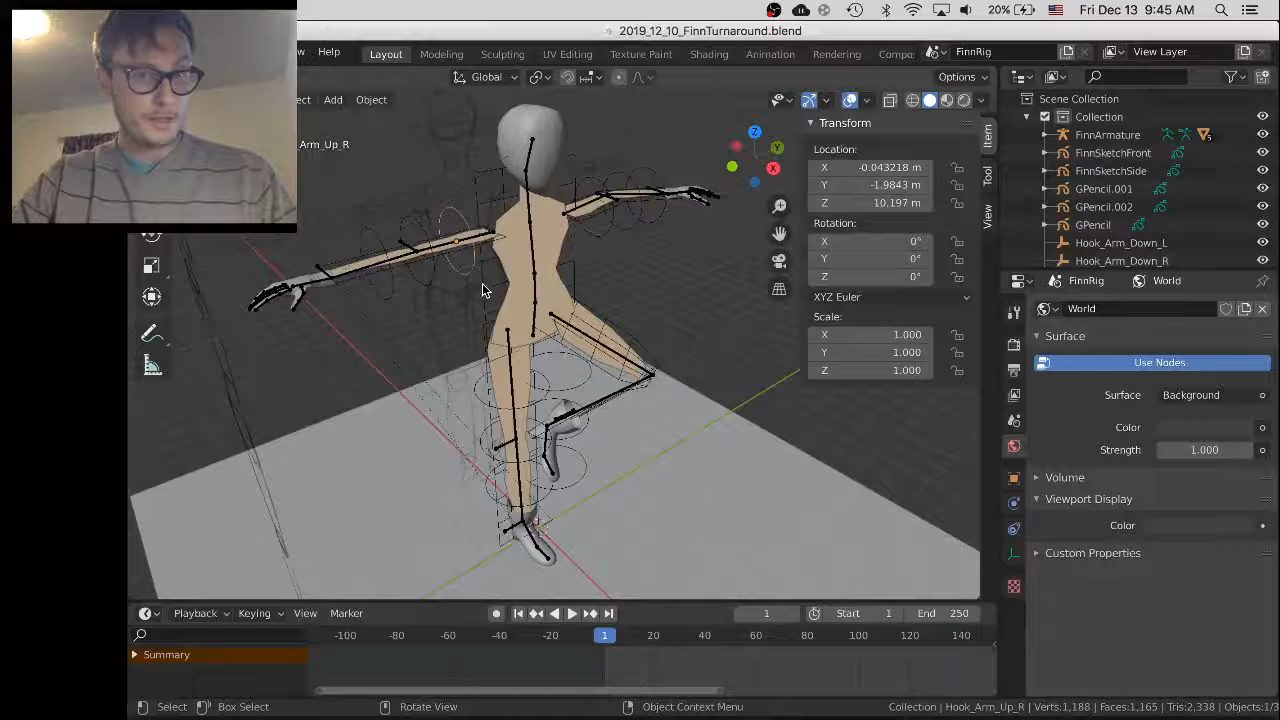 20% Fri Dec 13 9:45 AM
2019_12_10_FinnTurnaround.blend
Help Layout Modeling Sculpting UV Editing Texture Paint Shading Animation Rendering Compo FinnRig View Layer
Global Options
Add Object
Arm_Up_R
Z
Y
X
Transform
Location:
X -0.043218 m
Y -1.9843 m
Z 10.197 m
Rotation:
X 0°
Y 0°
Z 0°
XYZ Euler
Scale:
X 1.000
Y 1.000
Z 1.000
Item
Tool
View
Scene Collection
Collection
FinnArmature
FinnSketchFront
FinnSketchSide
GPencil.001
GPencil.002
GPencil
Hook_Arm_Down_L
Hook_Arm_Down_R
FinnRig World
World
Surface
Use Nodes
Surface Background
Color
Strength 1.000
Volume
Viewport Display
Color
Custom Properties
Playback Keying View Marker 1 Start 1 End 250
-100 -80 -60 -40 -20 1 20 40 60 80 100 120 140
Summary
Select Box Select Rotate View Object Context Menu Collection | Hook_Arm_Up_R | Verts:1,188 | Faces:1,165 | Tris:2,338 | Objects:1/3